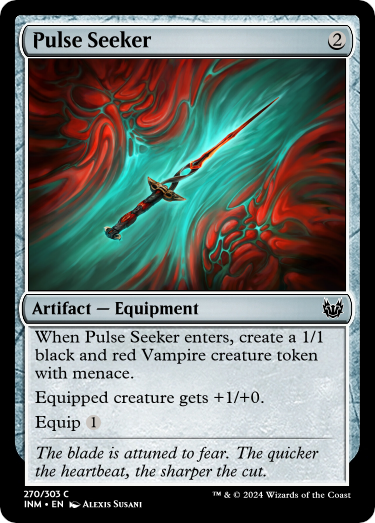 Pulse Seeker 2
Artifact — Equipment
When Pulse Seeker enters, create a 1/1
black and red Vampire creature token
with menace.
Equipped creature gets +1/+0.
Equip 1
The blade is attuned to fear. The quicker
the heartbeat, the sharper the cut.
270/303 C
INM • EN Alexis Susani
™ & © 2024 Wizards of the Coast